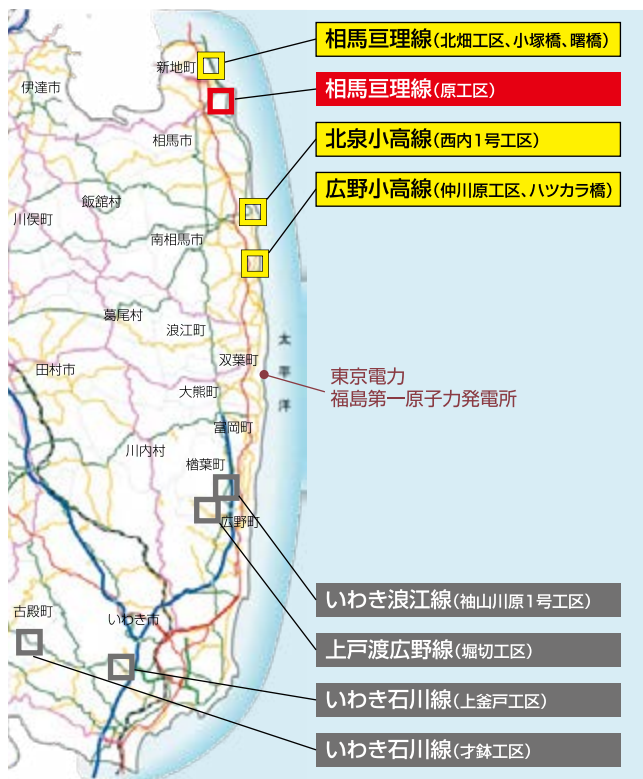 相馬亘理線(北畑工区、小塚橋、曙橋)
相馬亘理線(原工区)
北泉小高線(西内1号工区)
広野小高線(仲川原工区、ハツカラ橋)
新地町
伊達市
相馬市
飯舘村
川俣町
南相馬市
葛尾村
浪江町
双葉町
田村市
大熊町
太平洋
東京電力
福島第一原子力発電所
富岡町
川内村
楢葉町
広野町
古殿町
いわき市
いわき浪江線(袖山川原1号工区)
上戸渡広野線(堀切工区)
いわき石川線(上釜戸工区)
いわき石川線(才鉢工区)